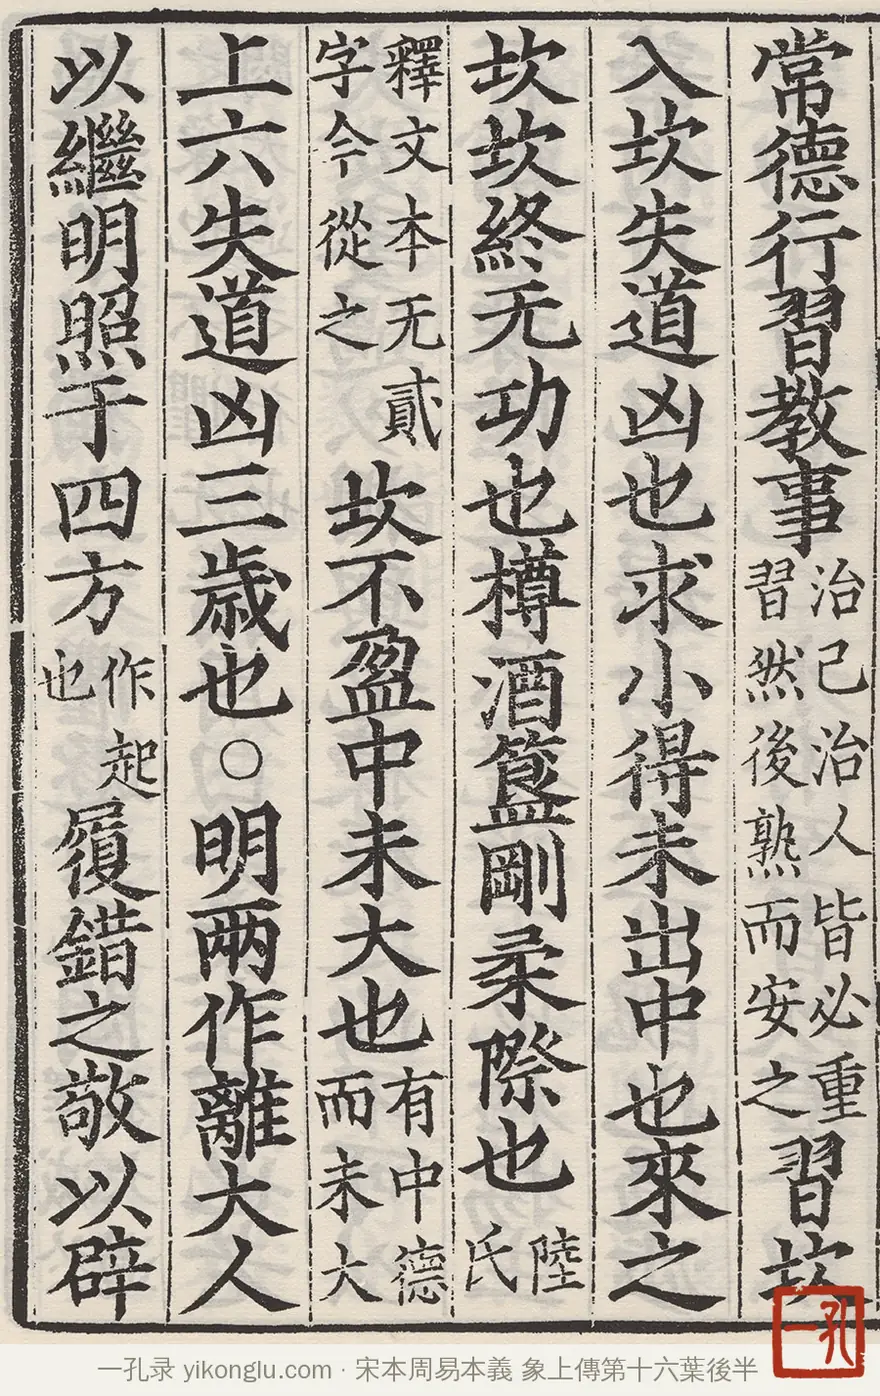 常德行習教事治己治人皆必重習然後熟而安之習坎
入坎失道凶也求小得未出中也來之
坎坎終无功也樽酒簋剛柔際也陸氏
釋文本无貳字今從之坎不盈中未大也有中德而未大
上六失道凶三歳也○明兩作離大人
以繼明照于四方作起也履錯之敬以辟
一孔
一孔录 yikonglu.com · 宋本周易本義 象上傳第十六葉後半